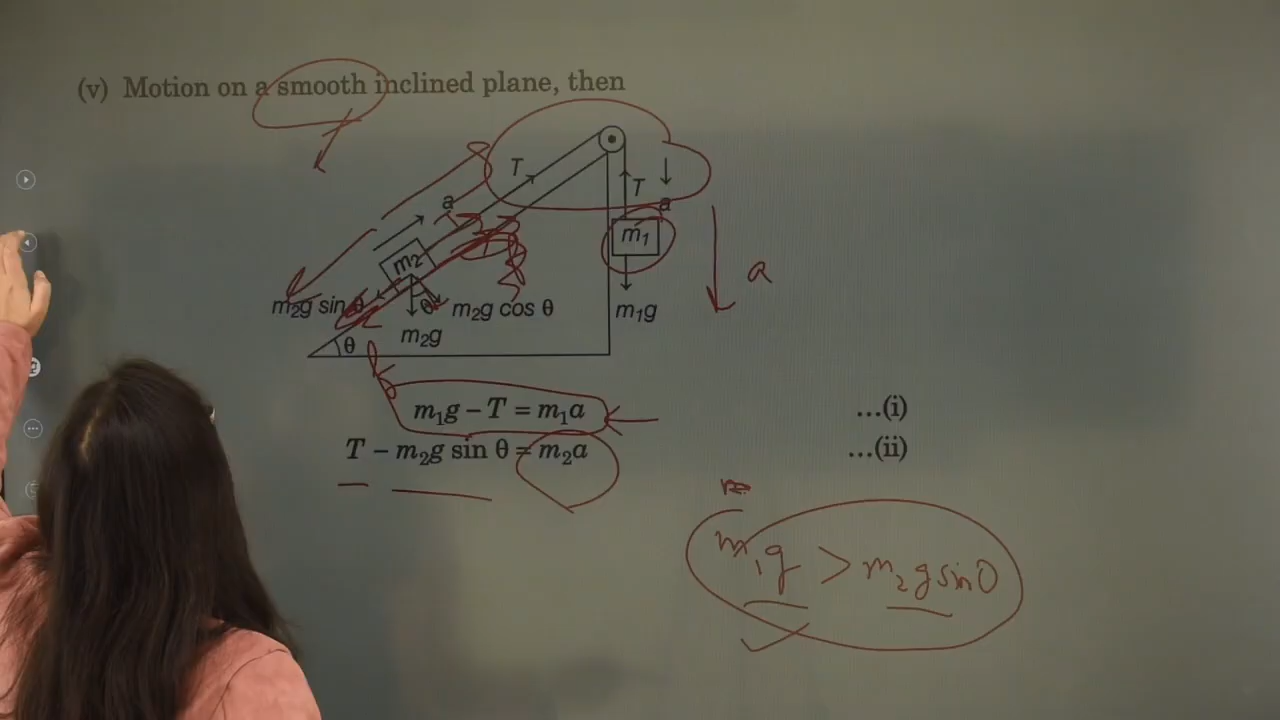 (v) Motion on a smooth inclined plane, then
T
T
a
a
m₁
m₂
a
m₂g sin θ
θ
m₂g cos θ
m₁g
m₂g
θ
m₁g – T = m₁a ...(i)
T – m₂g sin θ = m₂a ...(ii)
m₁g > m₂g sinθ